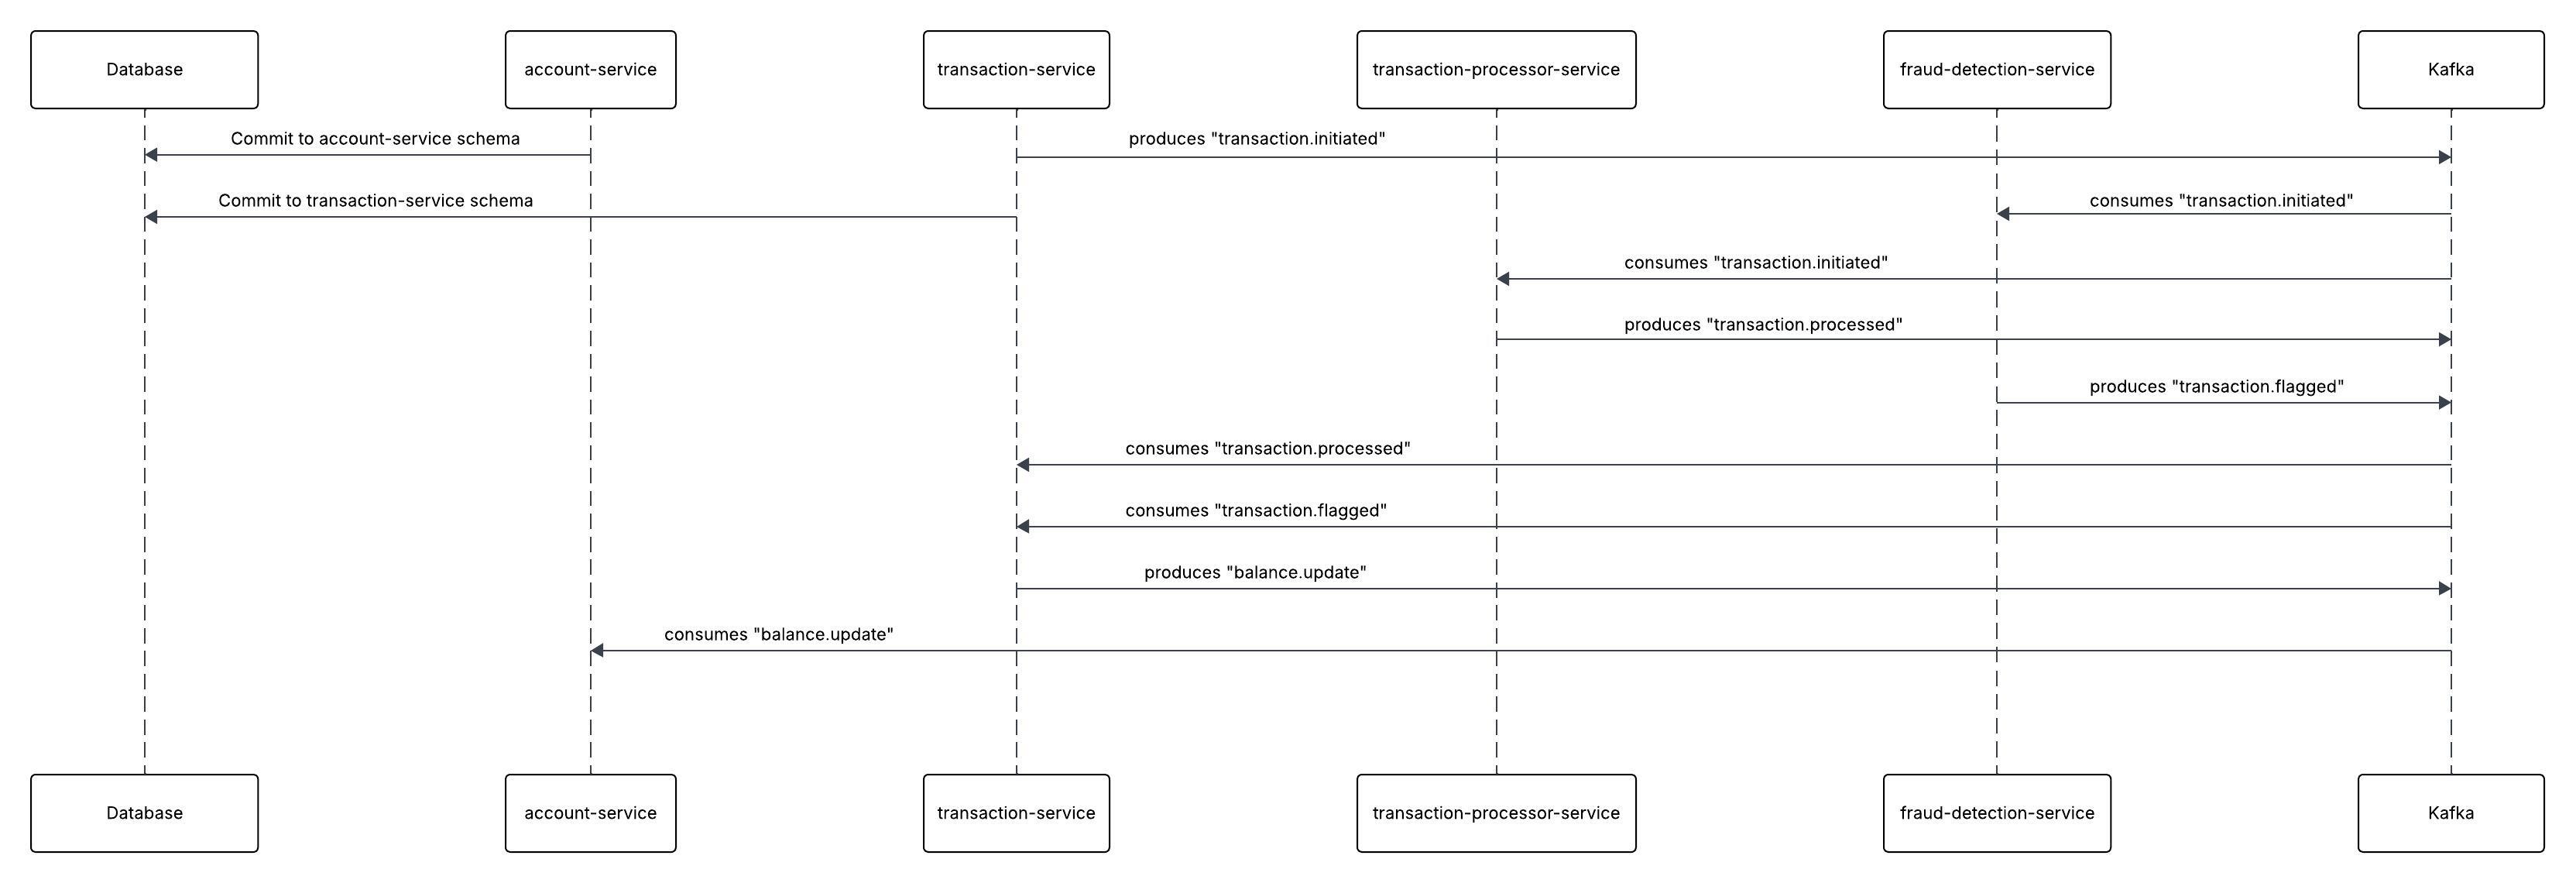 Database
account-service
transaction-service
transaction-processor-service
fraud-detection-service
Kafka
Commit to account-service schema
produces "transaction.initiated"
Commit to transaction-service schema
consumes "transaction.initiated"
consumes "transaction.initiated"
produces "transaction.processed"
produces "transaction.flagged"
consumes "transaction.processed"
consumes "transaction.flagged"
produces "balance.update"
consumes "balance.update"
Database
account-service
transaction-service
transaction-processor-service
fraud-detection-service
Kafka